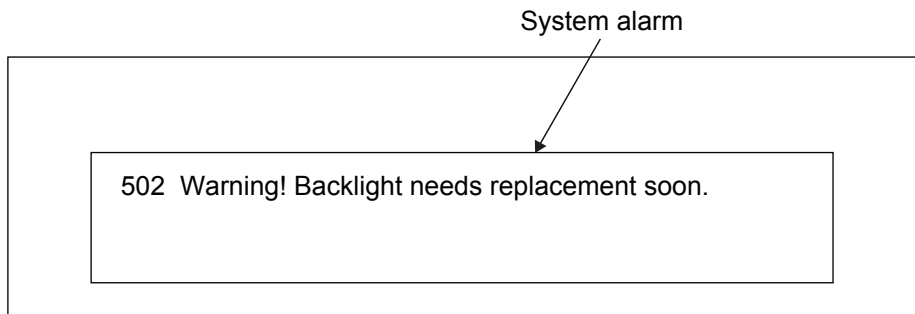 System alarm
502 Warning! Backlight needs replacement soon.